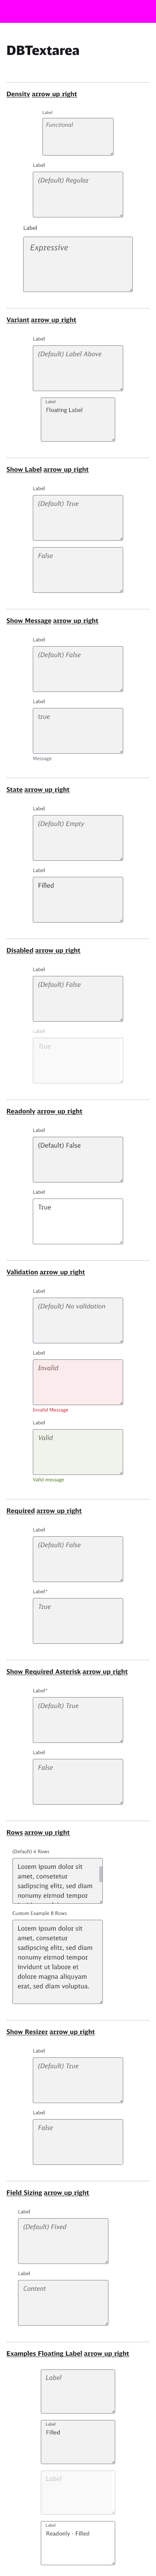 DBTextarea
Density arrow up right
Label
Functional
Label
(Default) Regular
Label
Expressive
Variant arrow up right
Label
(Default) Label Above
Label
Floating Label
Show Label arrow up right
Label
(Default) True
False
Show Message arrow up right
Label
(Default) False
Label
true
Message
State arrow up right
Label
(Default) Empty
Label
Filled
Disabled arrow up right
Label
(Default) False
Label
True
Readonly arrow up right
Label
(Default) False
Label
True
Validation arrow up right
Label
(Default) No validation
Label
Invalid
Invalid Message
Label
Valid
Valid message
Required arrow up right
Label
(Default) False
Label*
True
Show Required Asterisk arrow up right
Label*
(Default) True
Label
False
Rows arrow up right
(Default) 4 Rows
Lorem ipsum dolor sit
amet, consetetur
sadipscing elitr, sed diam
nonumy eirmod tempor
Custom Example 8 Rows
Lorem ipsum dolor sit
amet, consetetur
sadipscing elitr, sed diam
nonumy eirmod tempor
invidunt ut labore et
dolore magna aliquyam
erat, sed diam voluptua.
Show Resizer arrow up right
Label
(Default) True
Label
False
Field Sizing arrow up right
Label
(Default) Fixed
Label
Content
Examples Floating Label arrow up right
Label
Label
Filled
Label
Label
Readonly - Filled